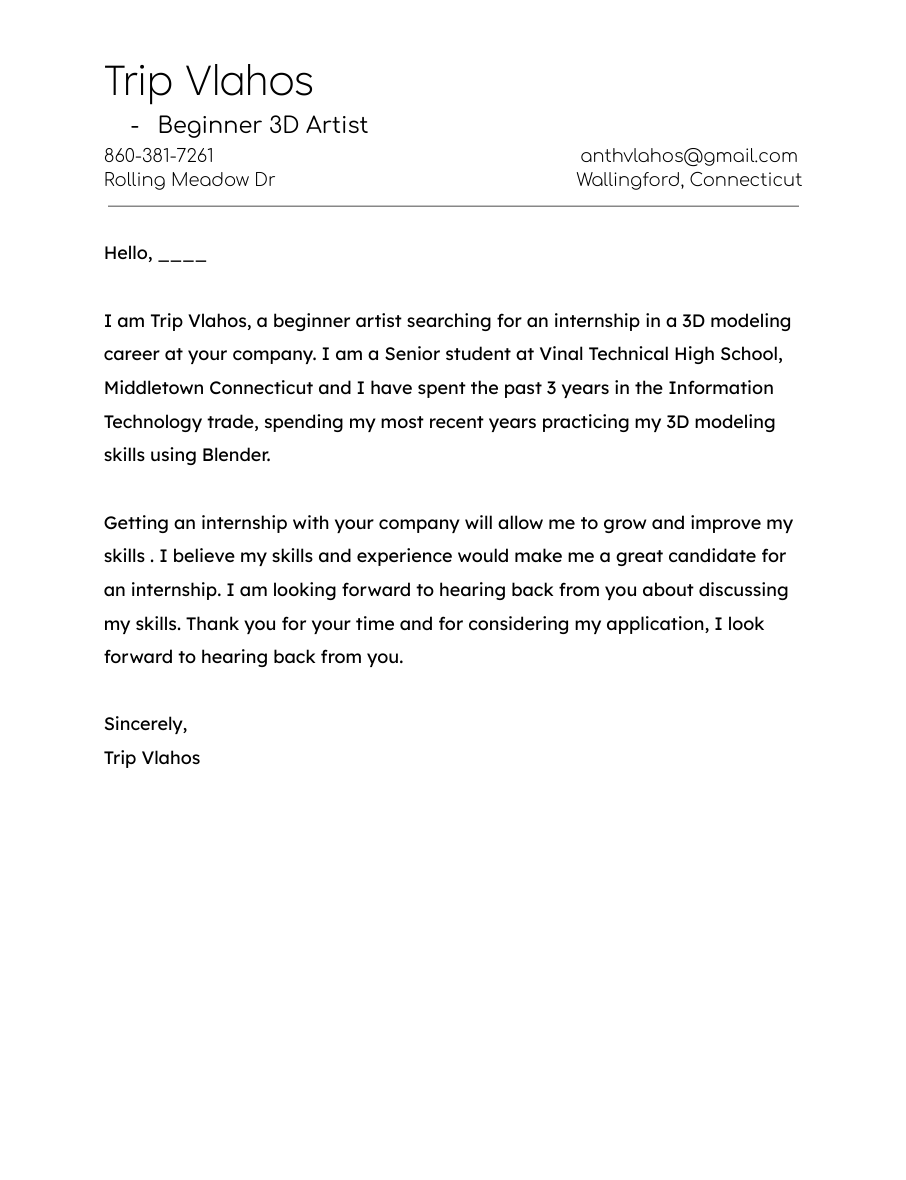 Trip Vlahos
- Beginner 3D Artist
860-381-7261 anthvlahos@gmail.com
Rolling Meadow Dr Wallingford, Connecticut
Hello, ____
I am Trip Vlahos, a beginner artist searching for an internship in a 3D modeling
career at your company. I am a Senior student at Vinal Technical High School,
Middletown Connecticut and I have spent the past 3 years in the Information
Technology trade, spending my most recent years practicing my 3D modeling
skills using Blender.
Getting an internship with your company will allow me to grow and improve my
skills . I believe my skills and experience would make me a great candidate for
an internship. I am looking forward to hearing back from you about discussing
my skills. Thank you for your time and for considering my application, I look
forward to hearing back from you.
Sincerely,
Trip Vlahos